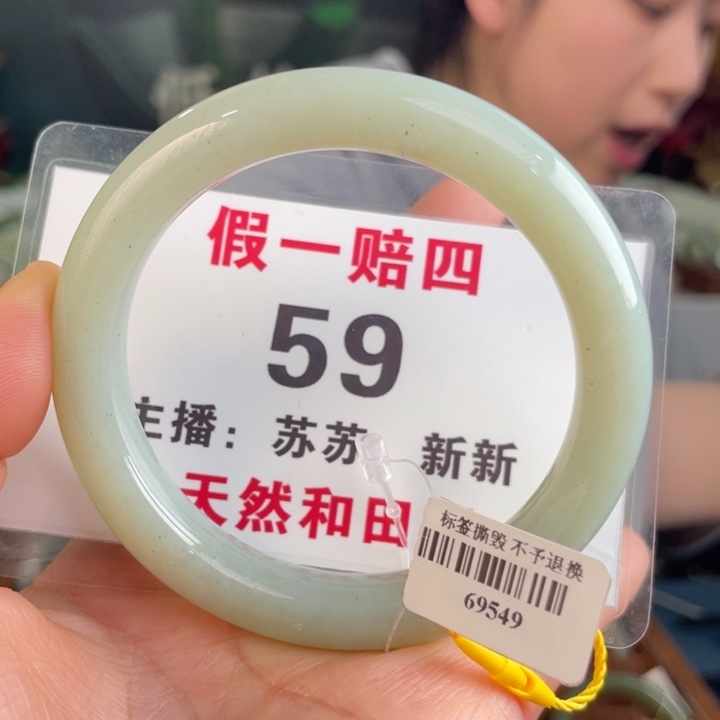 假一赔四
59
主播：苏苏 新新
天然和田
标签撕毁不予退换
69549